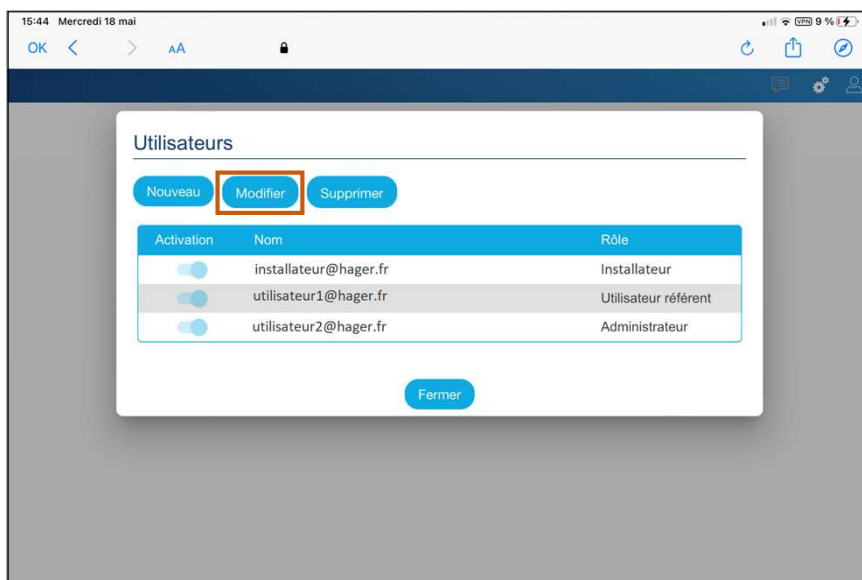 15:44 Mercredi 18 mai VPN 9 %
OK < > AA
Utilisateurs
Nouveau Modifier Supprimer
Activation Nom Rôle
installateur@hager.fr Installateur
utilisateur1@hager.fr Utilisateur référent
utilisateur2@hager.fr Administrateur
Fermer